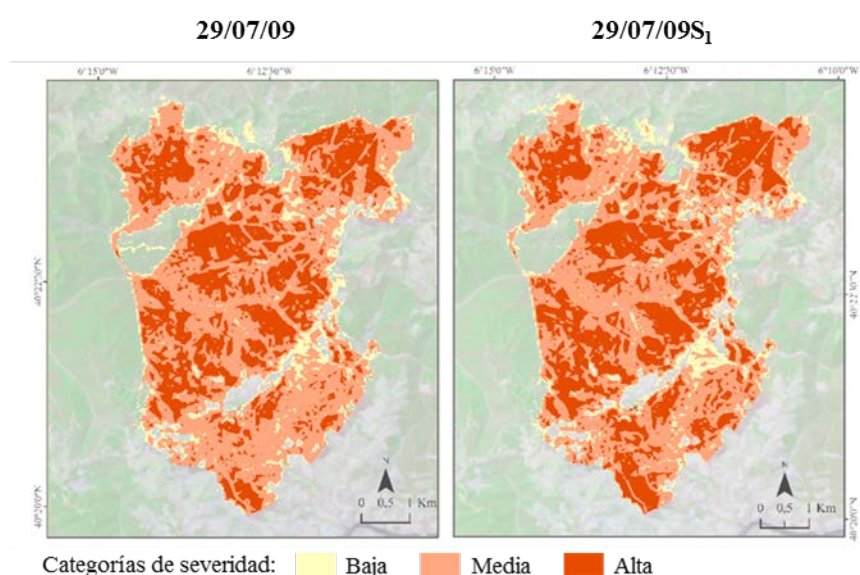 29/07/09
29/07/09S₁
6°15'0"W
6°12'30"W
6°15'0"W
6°12'30"W
6°10'0"W
40°22'30"N
40°20'0"N
40°22'30"N
40°20'0"N
N
0 0,5 1 Km
N
0 0,5 1 Km
Categorías de severidad: Baja Media Alta